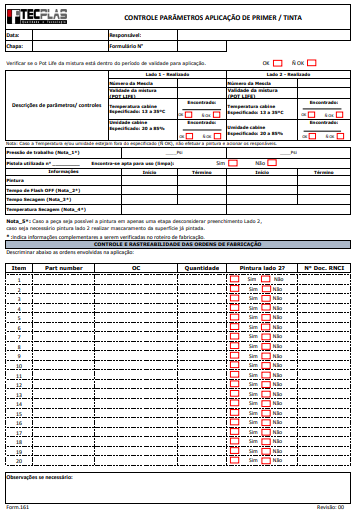 TECPLAS
CONTROLE PARÂMETROS APLICAÇÃO DE PRIMER / TINTA
Data: Responsável:
Chapa: Formulário N°
Verificar se o Pot Life da mistura está dentro do período de validade para aplicação. OK Ñ OK
Descrições de parâmetros/ controles
Lado 1 - Realizado Lado 2 - Realizado
Número da Mescla Número da Mescla
Validade da mistura Validade da mistura
(POT LIFE) (POT LIFE)
Temperatura cabine Encontrado: Temperatura cabine Encontrado:
Especificado: 13 a 35°C Especificado: 13 a 35°C
OK Ñ OK OK Ñ OK
Umidade cabine Encontrado: Umidade cabine Encontrado:
Especificado: 20 a 85% Especificado: 20 a 85%
OK Ñ OK OK Ñ OK
Nota: Caso a Temperatura e/ou umidade estejam fora do especificado (Ñ OK), não efetuar a pintura e acionar os responsáveis.
Pressão de trabalho (Nota_1*) Psi Psi
Pistola utilizada n° Encontra-se apta para uso (limpa): Sim Não
Informações Início Término Início Término
Pintura
Tempo de Flash OFF (Nota_2*)
Tempo Secagem (Nota_3*)
Temperatura Secagem (Nota_4*)
Nota_5*: Caso a peça seja possível a pintura em apenas uma etapa desconsiderar preenchimento Lado 2,
caso seja necessário pintura lado 2 realizar mascaramento da superfície já pintada.
* :Indica informações complementares a serem verificadas no roteiro de fabricação.
CONTROLE E RASTREABILIDADE DAS ORDENS DE FABRICAÇÃO
Descriminar abaixo as ordens envolvidas na aplicação:
Item Part number OC Quantidade Pintura lado 2? N° Doc. RNCI
1 Sim Não
2 Sim Não
3 Sim Não
4 Sim Não
5 Sim Não
6 Sim Não
7 Sim Não
8 Sim Não
9 Sim Não
10 Sim Não
11 Sim Não
12 Sim Não
13 Sim Não
14 Sim Não
15 Sim Não
16 Sim Não
17 Sim Não
18 Sim Não
19 Sim Não
20 Sim Não
Observações se necessário:
Form.161 Revisão: 00